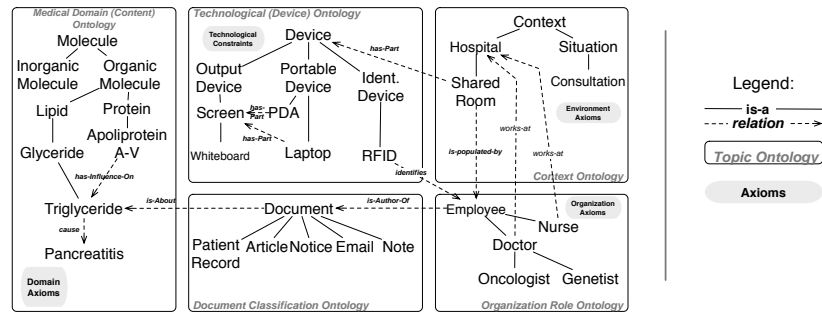 Medical Domain (Content)
Ontology
Molecule
Inorganic
Molecule
Organic
Molecule
Lipid
Protein
Apoliprotein
A-V
Glyceride
has-Influence-On
Triglyceride
cause
Pancreatitis
Domain
Axioms
Technological (Device) Ontology
Technological
Constraints
Device
Output
Device
Portable
Device
Ident.
Device
Screen
has-
Part
PDA
has-Part
Whiteboard
Laptop
RFID
identifies
has-Part
Context
Hospital
Situation
Shared
Room
Consultation
Environment
Axioms
works-at
is-populated-by
works-at
Context Ontology
is-About
Document
is-Author-Of
Patient
Record
Article
Notice
Email
Note
Document Classification Ontology
Employee
Organization
Axioms
Nurse
Doctor
Oncologist
Genetist
Organization Role Ontology
Legend:
is-a
relation
Topic Ontology
Axioms